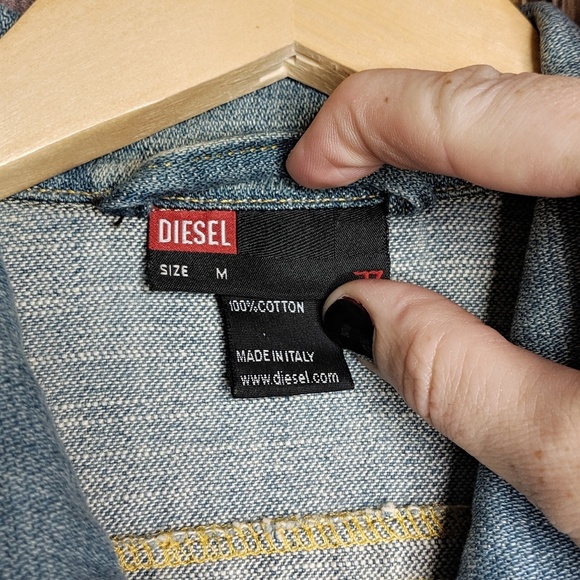 DIESEL
SIZE M
100%COTTON
MADE IN ITALY
www.diesel.com